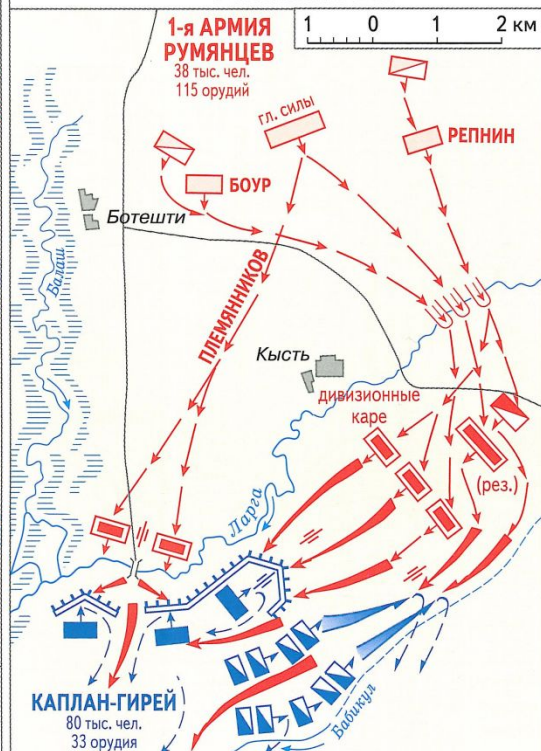 1-я АРМИЯ
РУМЯНЦЕВ
38 тыс. чел.
115 орудий
1 0 1 2 км
гл. силы
РЕПНИН
БОУР
Ботешти
Балаш
ПЛЕМЯННИКОВ
Кысть
дивизионные
каре
(рез.)
Ларга
КАПЛАН-ГИРЕЙ
80 тыс. чел.
33 орудия
Бабикул